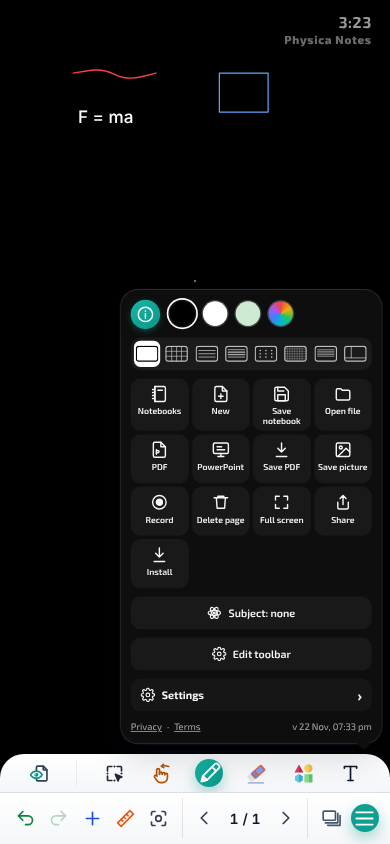 3:23
Physica Notes
F = ma
Notebooks
New
Save
notebook
Open file
PDF
PowerPoint
Save PDF
Save picture
Record
Delete page
Full screen
Share
Install
Subject: none
Edit toolbar
Settings ›
Privacy · Terms
v 22 Nov, 07:33 pm
T
1 / 1